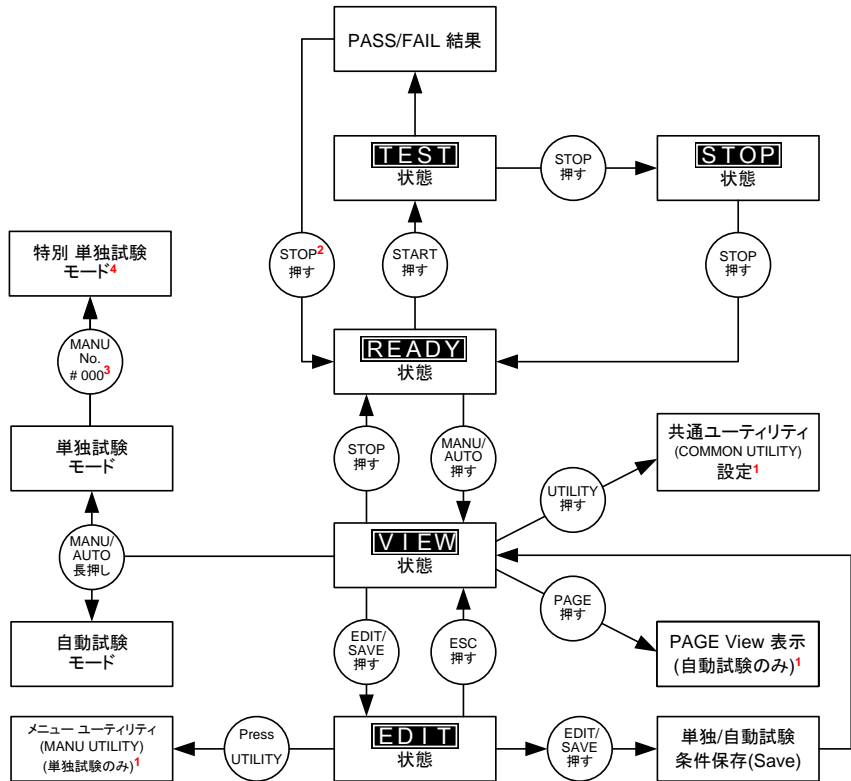 PASS/FAIL 結果
TEST
状態
STOP
押す
STOP
状態
特別 単独試験
モード4
STOP2
押す
START
押す
STOP
押す
MANU
No.
# 0003
READY
状態
単独試験
モード
STOP
押す
MANU/
AUTO
押す
共通ユーティリティ
(COMMON UTILITY)
設定1
UTILITY
押す
MANU/
AUTO
長押し
VIEW
状態
PAGE
押す
自動試験
モード
EDIT/
SAVE
押す
ESC
押す
PAGE View 表示
(自動試験のみ)1
メニュー ユーティリティ
(MANU UTILITY)
(単独試験のみ)1
Press
UTILITY
EDIT
状態
EDIT/
SAVE
押す
単独/自動試験
条件保存(Save)